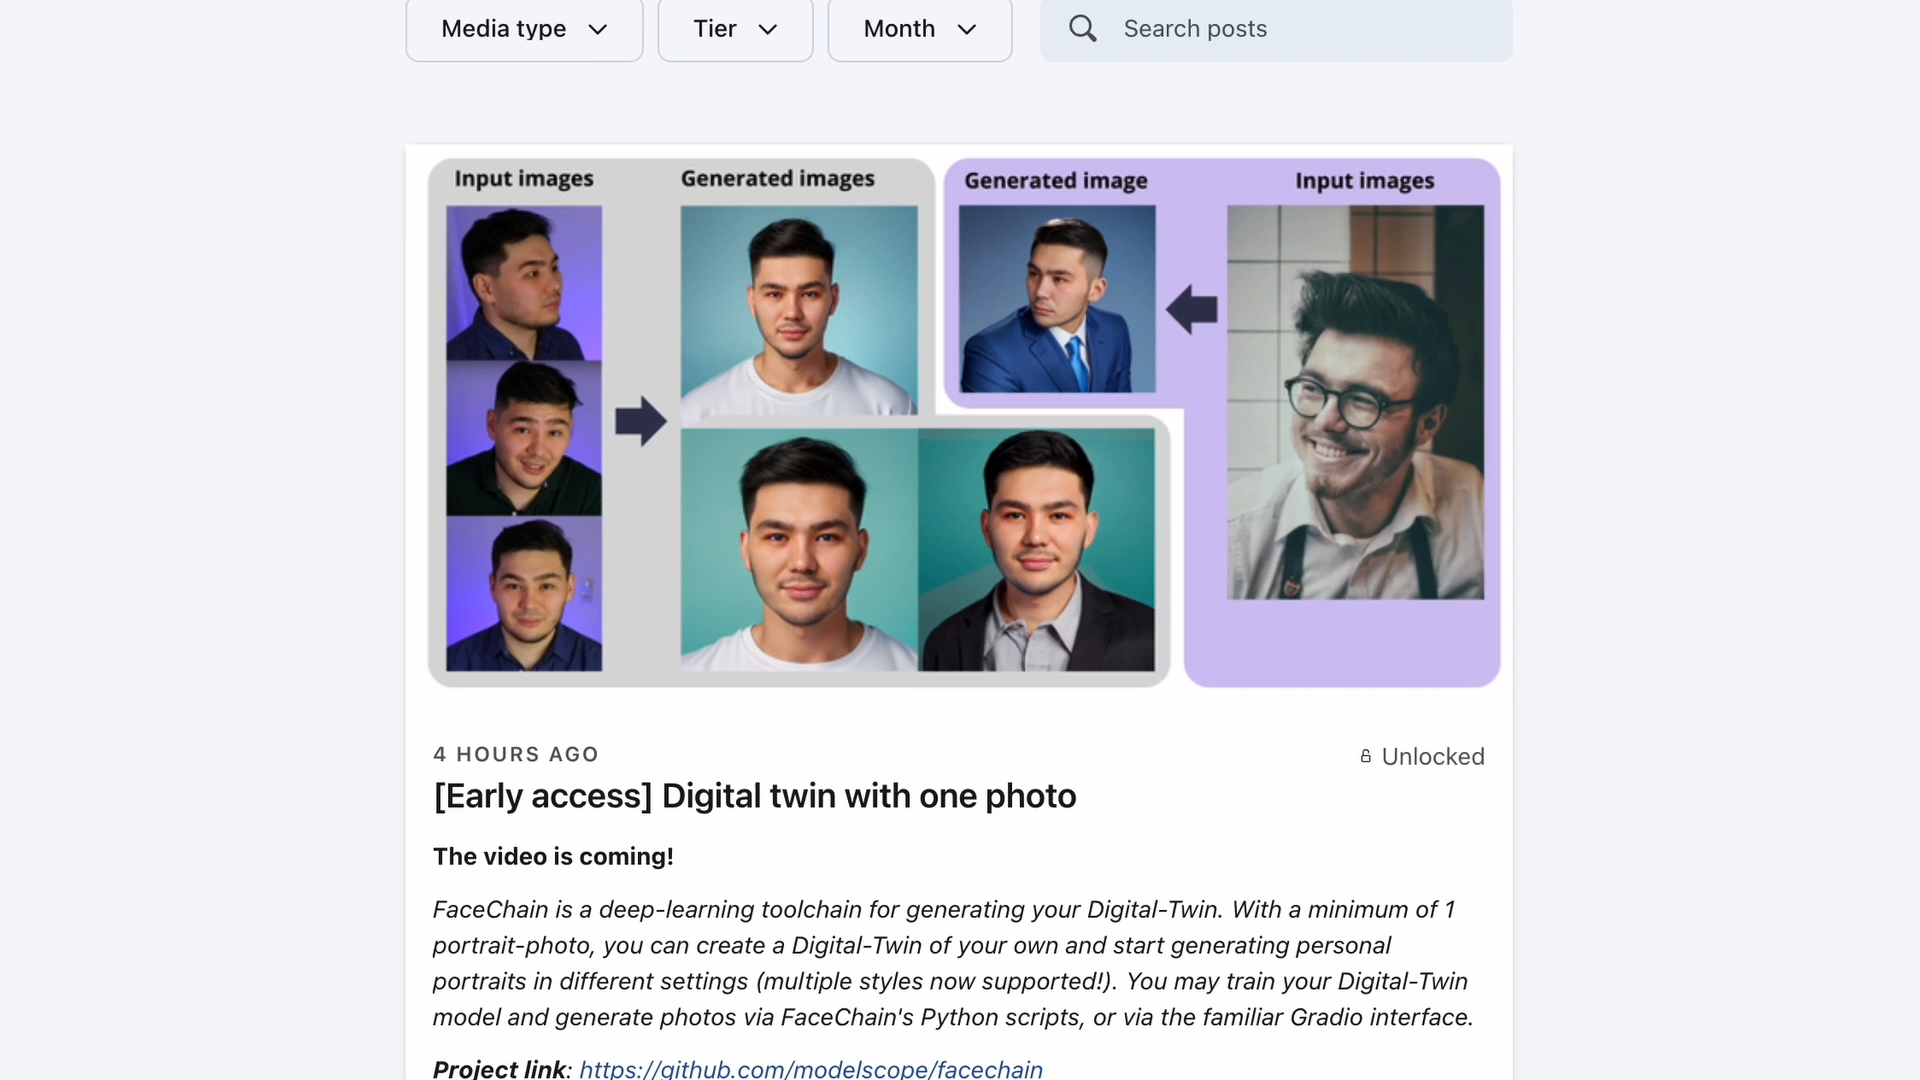 Media type
Tier
Month
Search posts
Input images
Generated images
Generated image
Input images
4 HOURS AGO
Unlocked
[Early access] Digital twin with one photo
The video is coming!
FaceChain is a deep-learning toolchain for generating your Digital-Twin. With a minimum of 1
portrait-photo, you can create a Digital-Twin of your own and start generating personal
portraits in different settings (multiple styles now supported!). You may train your Digital-Twin
model and generate photos via FaceChain's Python scripts, or via the familiar Gradio interface.
Project link: https://github.com/modelscope/facechain